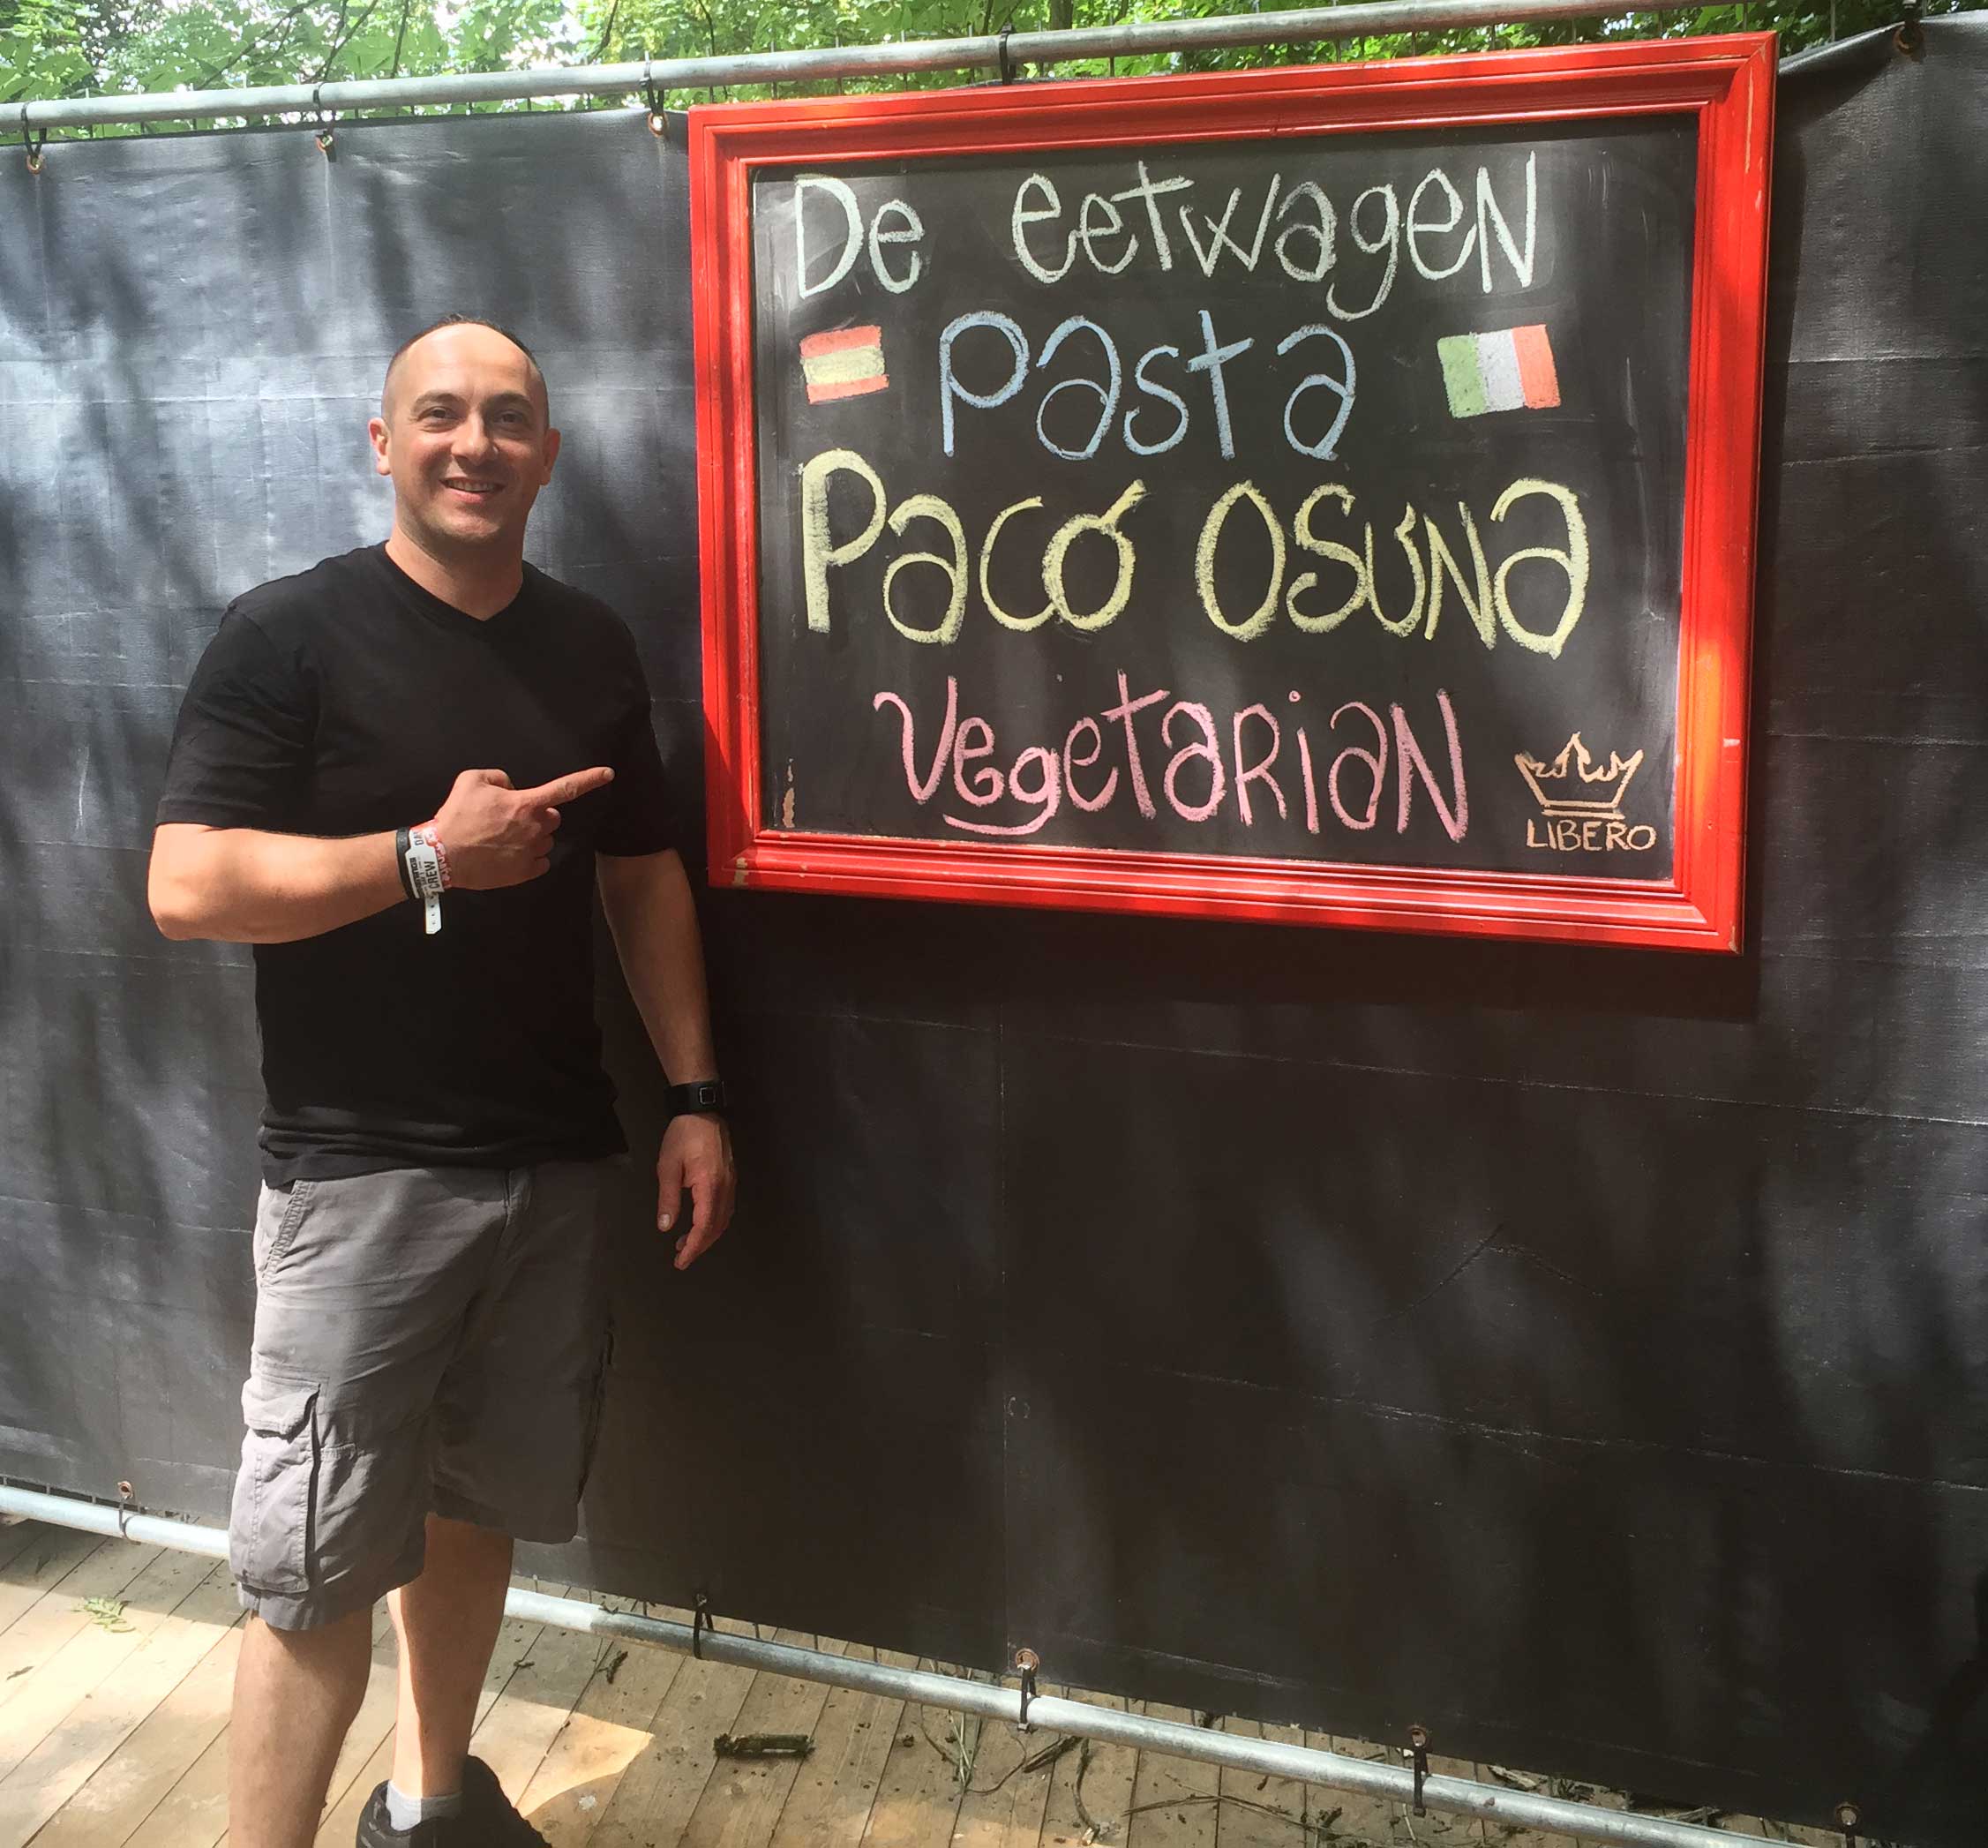 De eetwagen
Pasta
Paco Osuna
Vegetarian
LIBERO
CREW